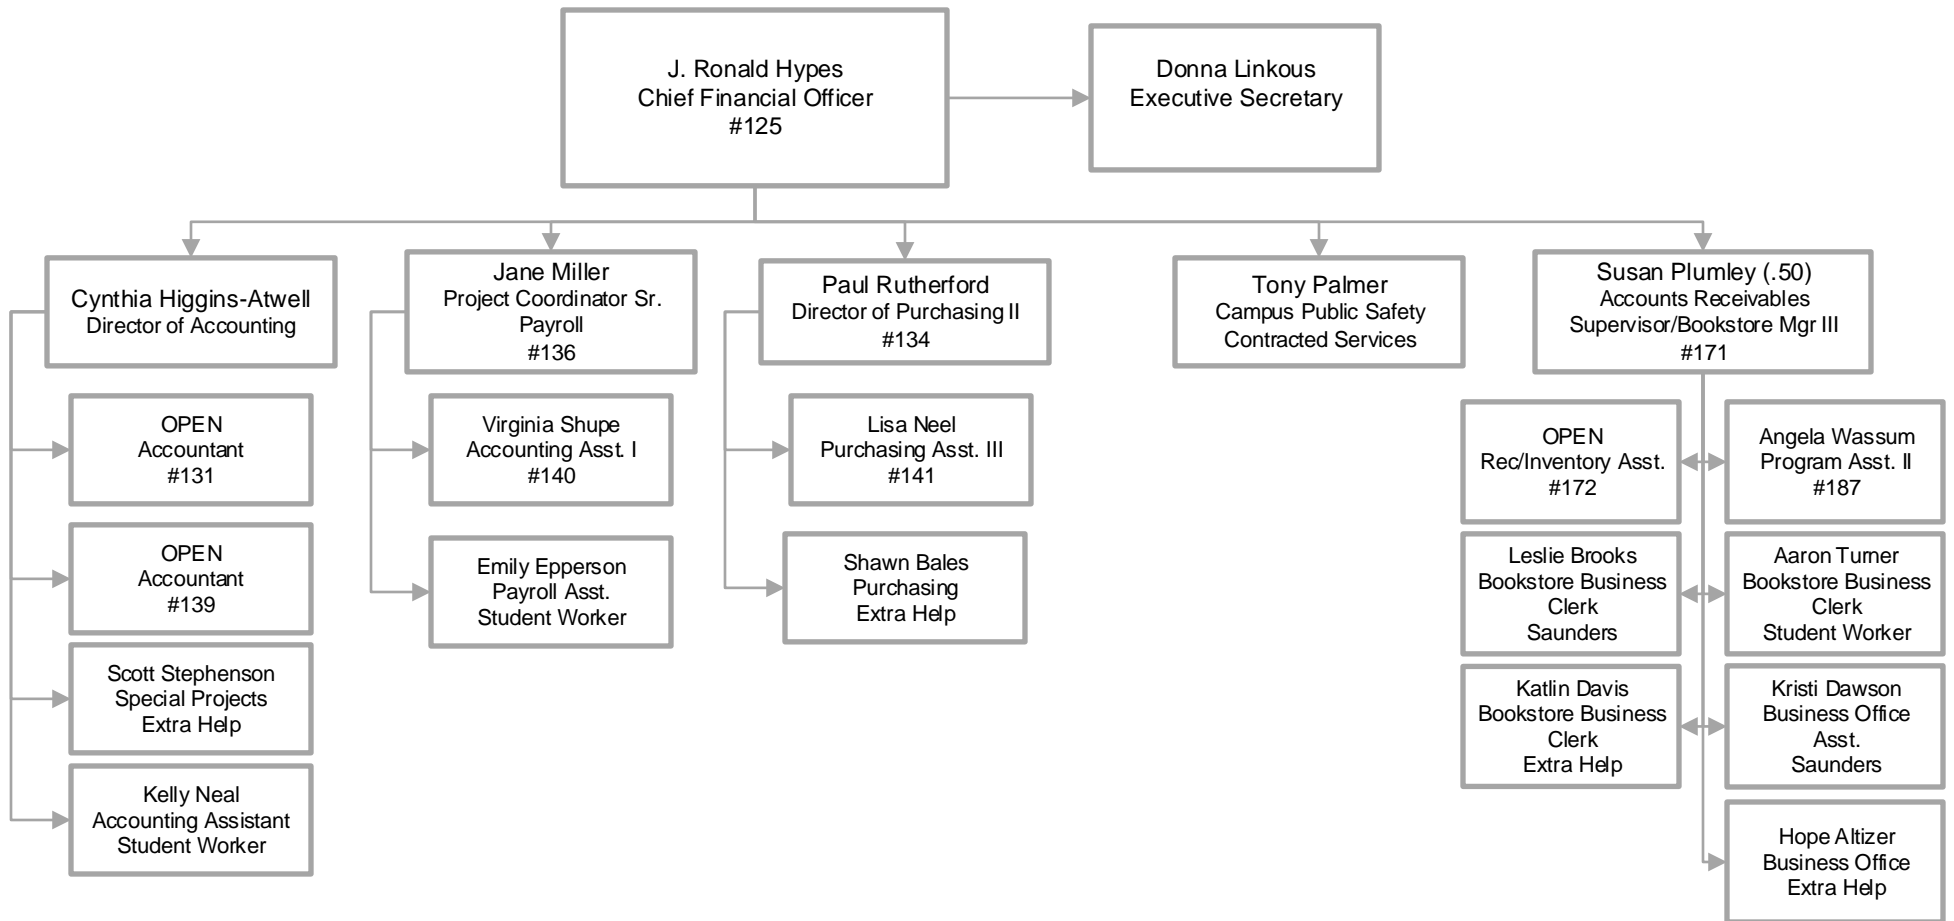 J. Ronald Hypes
Chief Financial Officer
#125
Donna Linkous
Executive Secretary
Cynthia Higgins-Atwell
Director of Accounting
Jane Miller
Project Coordinator Sr.
Payroll
#136
Paul Rutherford
Director of Purchasing II
#134
Tony Palmer
Campus Public Safety
Contracted Services
Susan Plumley (.50)
Accounts Receivables
Supervisor/Bookstore Mgr III
#171
OPEN
Accountant
#131
OPEN
Accountant
#139
Scott Stephenson
Special Projects
Extra Help
Kelly Neal
Accounting Assistant
Student Worker
Virginia Shupe
Accounting Asst. I
#140
Emily Epperson
Payroll Asst.
Student Worker
Lisa Neel
Purchasing Asst. III
#141
Shawn Bales
Purchasing
Extra Help
OPEN
Rec/Inventory Asst.
#172
Angela Wassum
Program Asst. II
#187
Leslie Brooks
Bookstore Business
Clerk
Saunders
Aaron Turner
Bookstore Business
Clerk
Student Worker
Katlin Davis
Bookstore Business
Clerk
Extra Help
Kristi Dawson
Business Office
Asst.
Saunders
Hope Altizer
Business Office
Extra Help